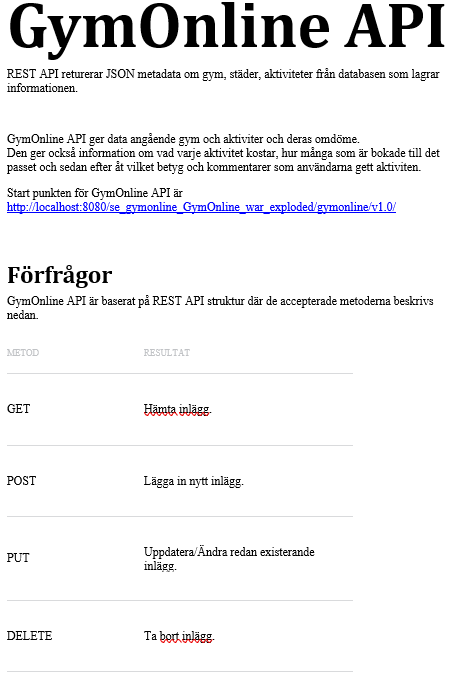 GymOnline API
REST API returerar JSON metadata om gym, städer, aktiviteter från databasen som lagrar
informationen.
GymOnline API ger data angående gym och aktiviter och deras omdöme.
Den ger också information om vad varje aktivitet kostar, hur många som är bokade till det
passet och sedan efter åt vilket betyg och kommentarer som användarna gett aktiviten.
Start punkten för GymOnline API är
http://localhost:8080/se_gymonline_GymOnline_war_exploded/gymonline/v1.0/
Förfrågor
GymOnline API är baserat på REST API struktur där de accepterade metoderna beskrivs
nedan.
METOD RESULTAT
GET Hämta inlägg.
POST Lägga in nytt inlägg.
PUT Uppdatera/Ändra redan existerande
inlägg.
DELETE Ta bort inlägg.